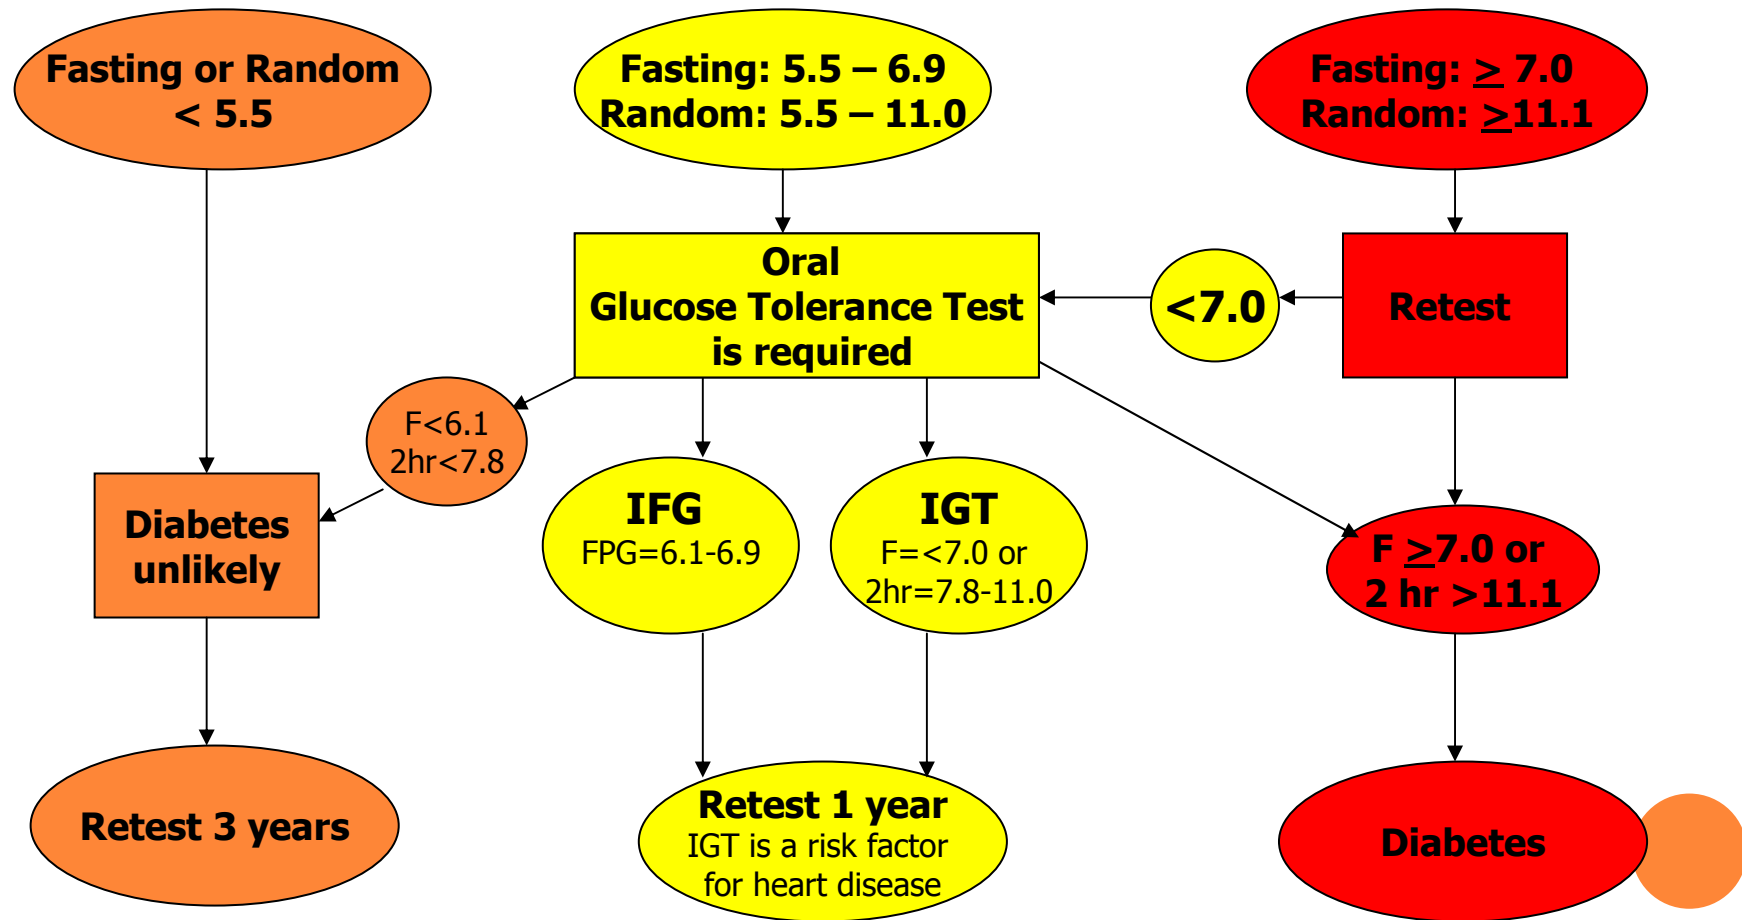 Fasting or Random
< 5.5
Fasting: 5.5 – 6.9
Random: 5.5 – 11.0
Fasting: ≥ 7.0
Random: ≥11.1
Oral
Glucose Tolerance Test
is required
<7.0
Retest
F<6.1
2hr<7.8
Diabetes
unlikely
IFG
FPG=6.1-6.9
IGT
F=<7.0 or
2hr=7.8-11.0
F ≥7.0 or
2 hr >11.1
Retest 3 years
Retest 1 year
IGT is a risk factor
for heart disease
Diabetes